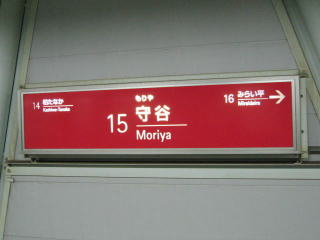 14 柏たなか
Kashiwa-Tanaka
もりや
15 守谷
Moriya
16 みらい平
Miraidaira